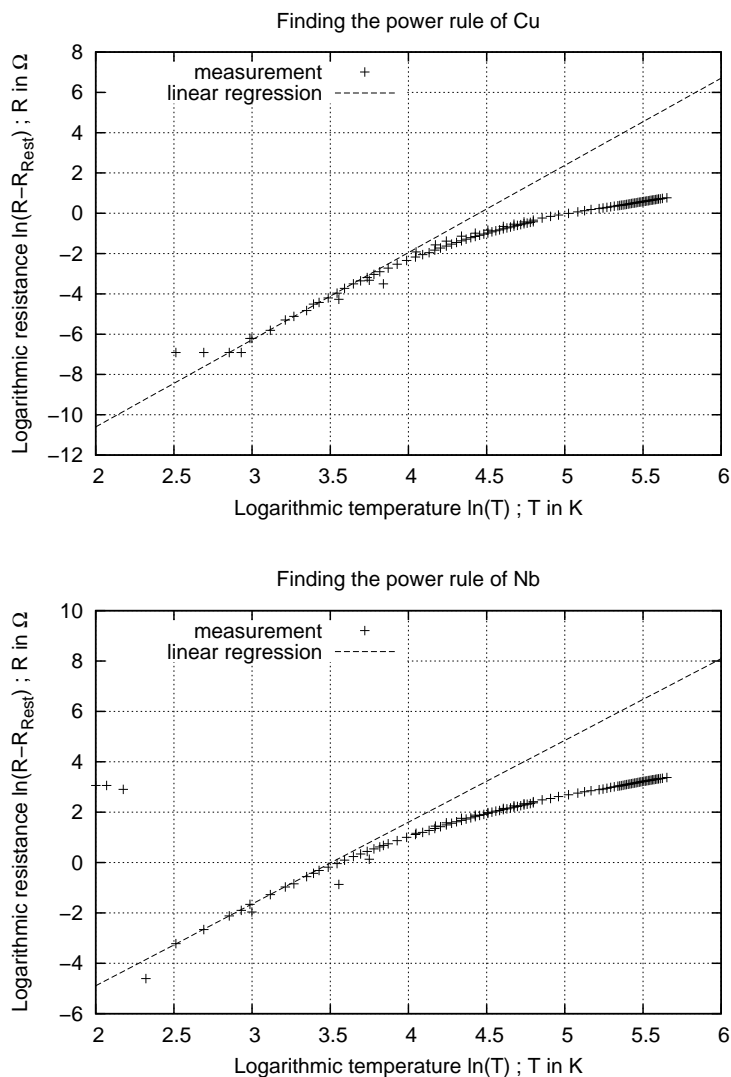 Finding the power rule of Cu
Logarithmic resistance ln(R−R_Rest) ; R in Ω
8
6
4
2
0
−2
−4
−6
−8
−10
−12
measurement
linear regression
2 2.5 3 3.5 4 4.5 5 5.5 6
Logarithmic temperature ln(T) ; T in K
Finding the power rule of Nb
Logarithmic resistance ln(R−R_Rest) ; R in Ω
10
8
6
4
2
0
−2
−4
−6
measurement
linear regression
2 2.5 3 3.5 4 4.5 5 5.5 6
Logarithmic temperature ln(T) ; T in K